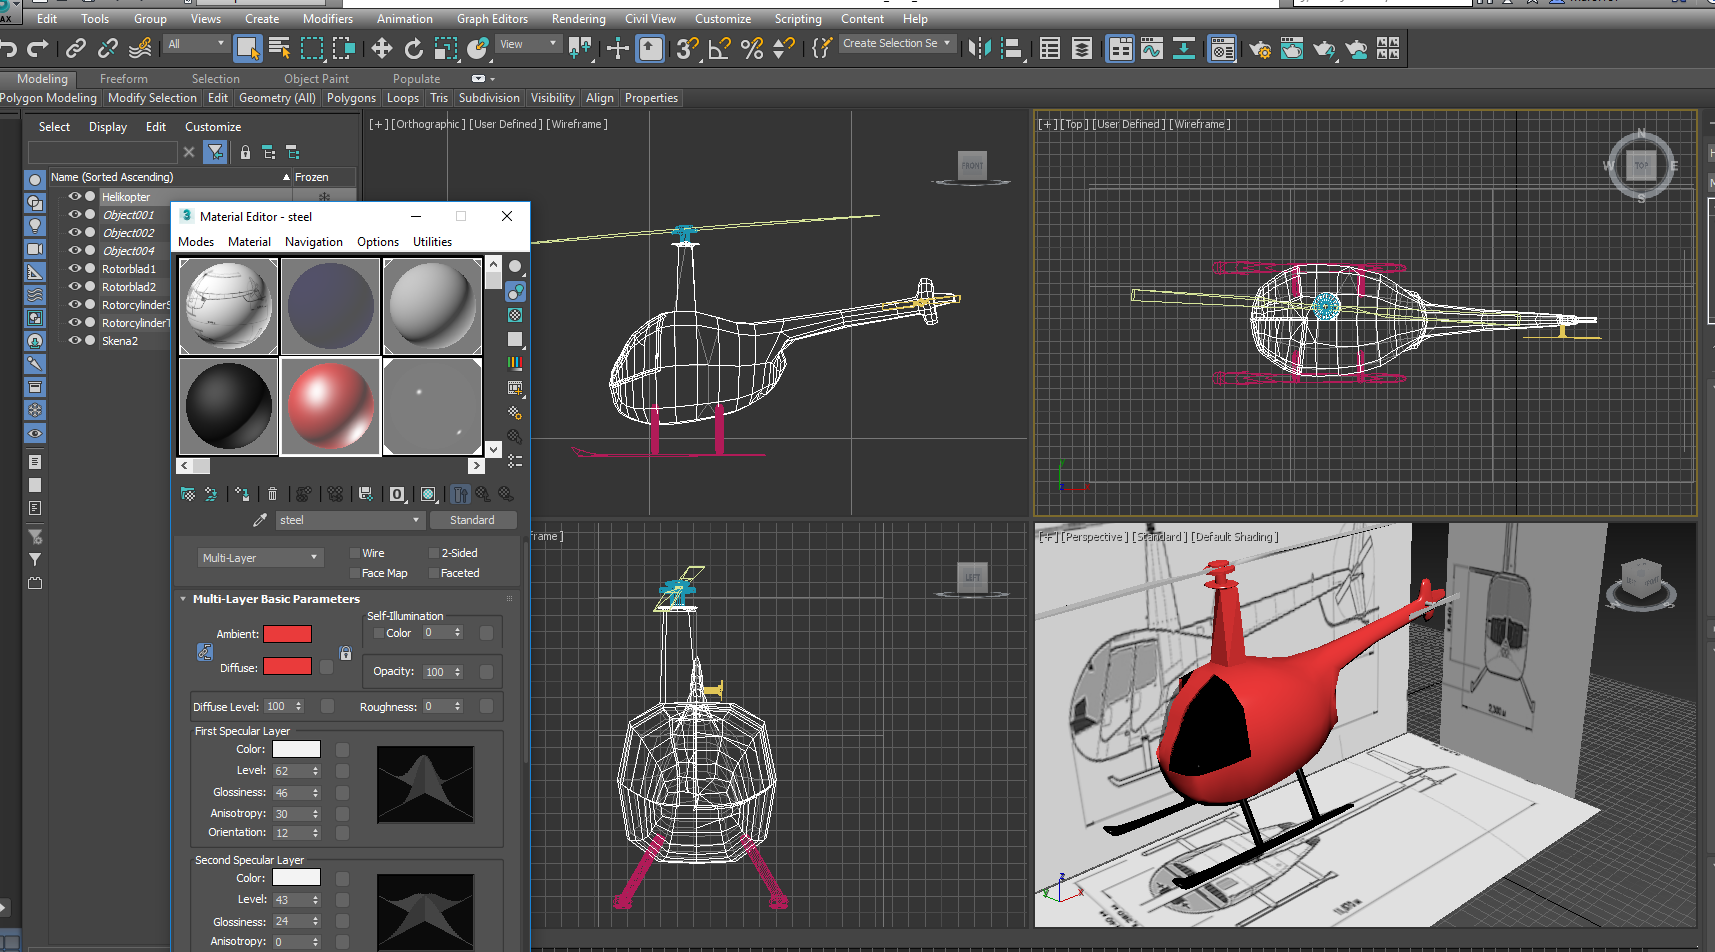 Edit Tools Group Views Create Modifiers Animation Graph Editors Rendering Civil View Customize Scripting Content Help
All View Create Selection Se
Modeling Freeform Selection Object Paint Populate
Polygon Modeling Modify Selection Edit Geometry (All) Polygons Loops Tris Subdivision Visibility Align Properties
Select Display Edit Customize
Name (Sorted Ascending) Frozen
Helikopter
Object001
Object002
Object004
Rotorblad1
Rotorblad2
RotorcylinderS
RotorcylinderT
Skena2
[+] [Orthographic] [User Defined] [Wireframe]
FRONT
[+] [Top] [User Defined] [Wireframe]
N
W TOP E
S
Material Editor - steel
Modes Material Navigation Options Utilities
steel Standard
Multi-Layer Wire 2-Sided
Face Map Faceted
Multi-Layer Basic Parameters
Self-Illumination
Ambient: Color 0
Diffuse: Opacity: 100
Diffuse Level: 100 Roughness: 0
First Specular Layer
Color:
Level: 62
Glossiness: 46
Anisotropy: 30
Orientation: 12
Second Specular Layer
Color:
Level: 43
Glossiness: 24
Anisotropy: 0
rame]
LEFT
[+] [Perspective] [Standard] [Default Shading]